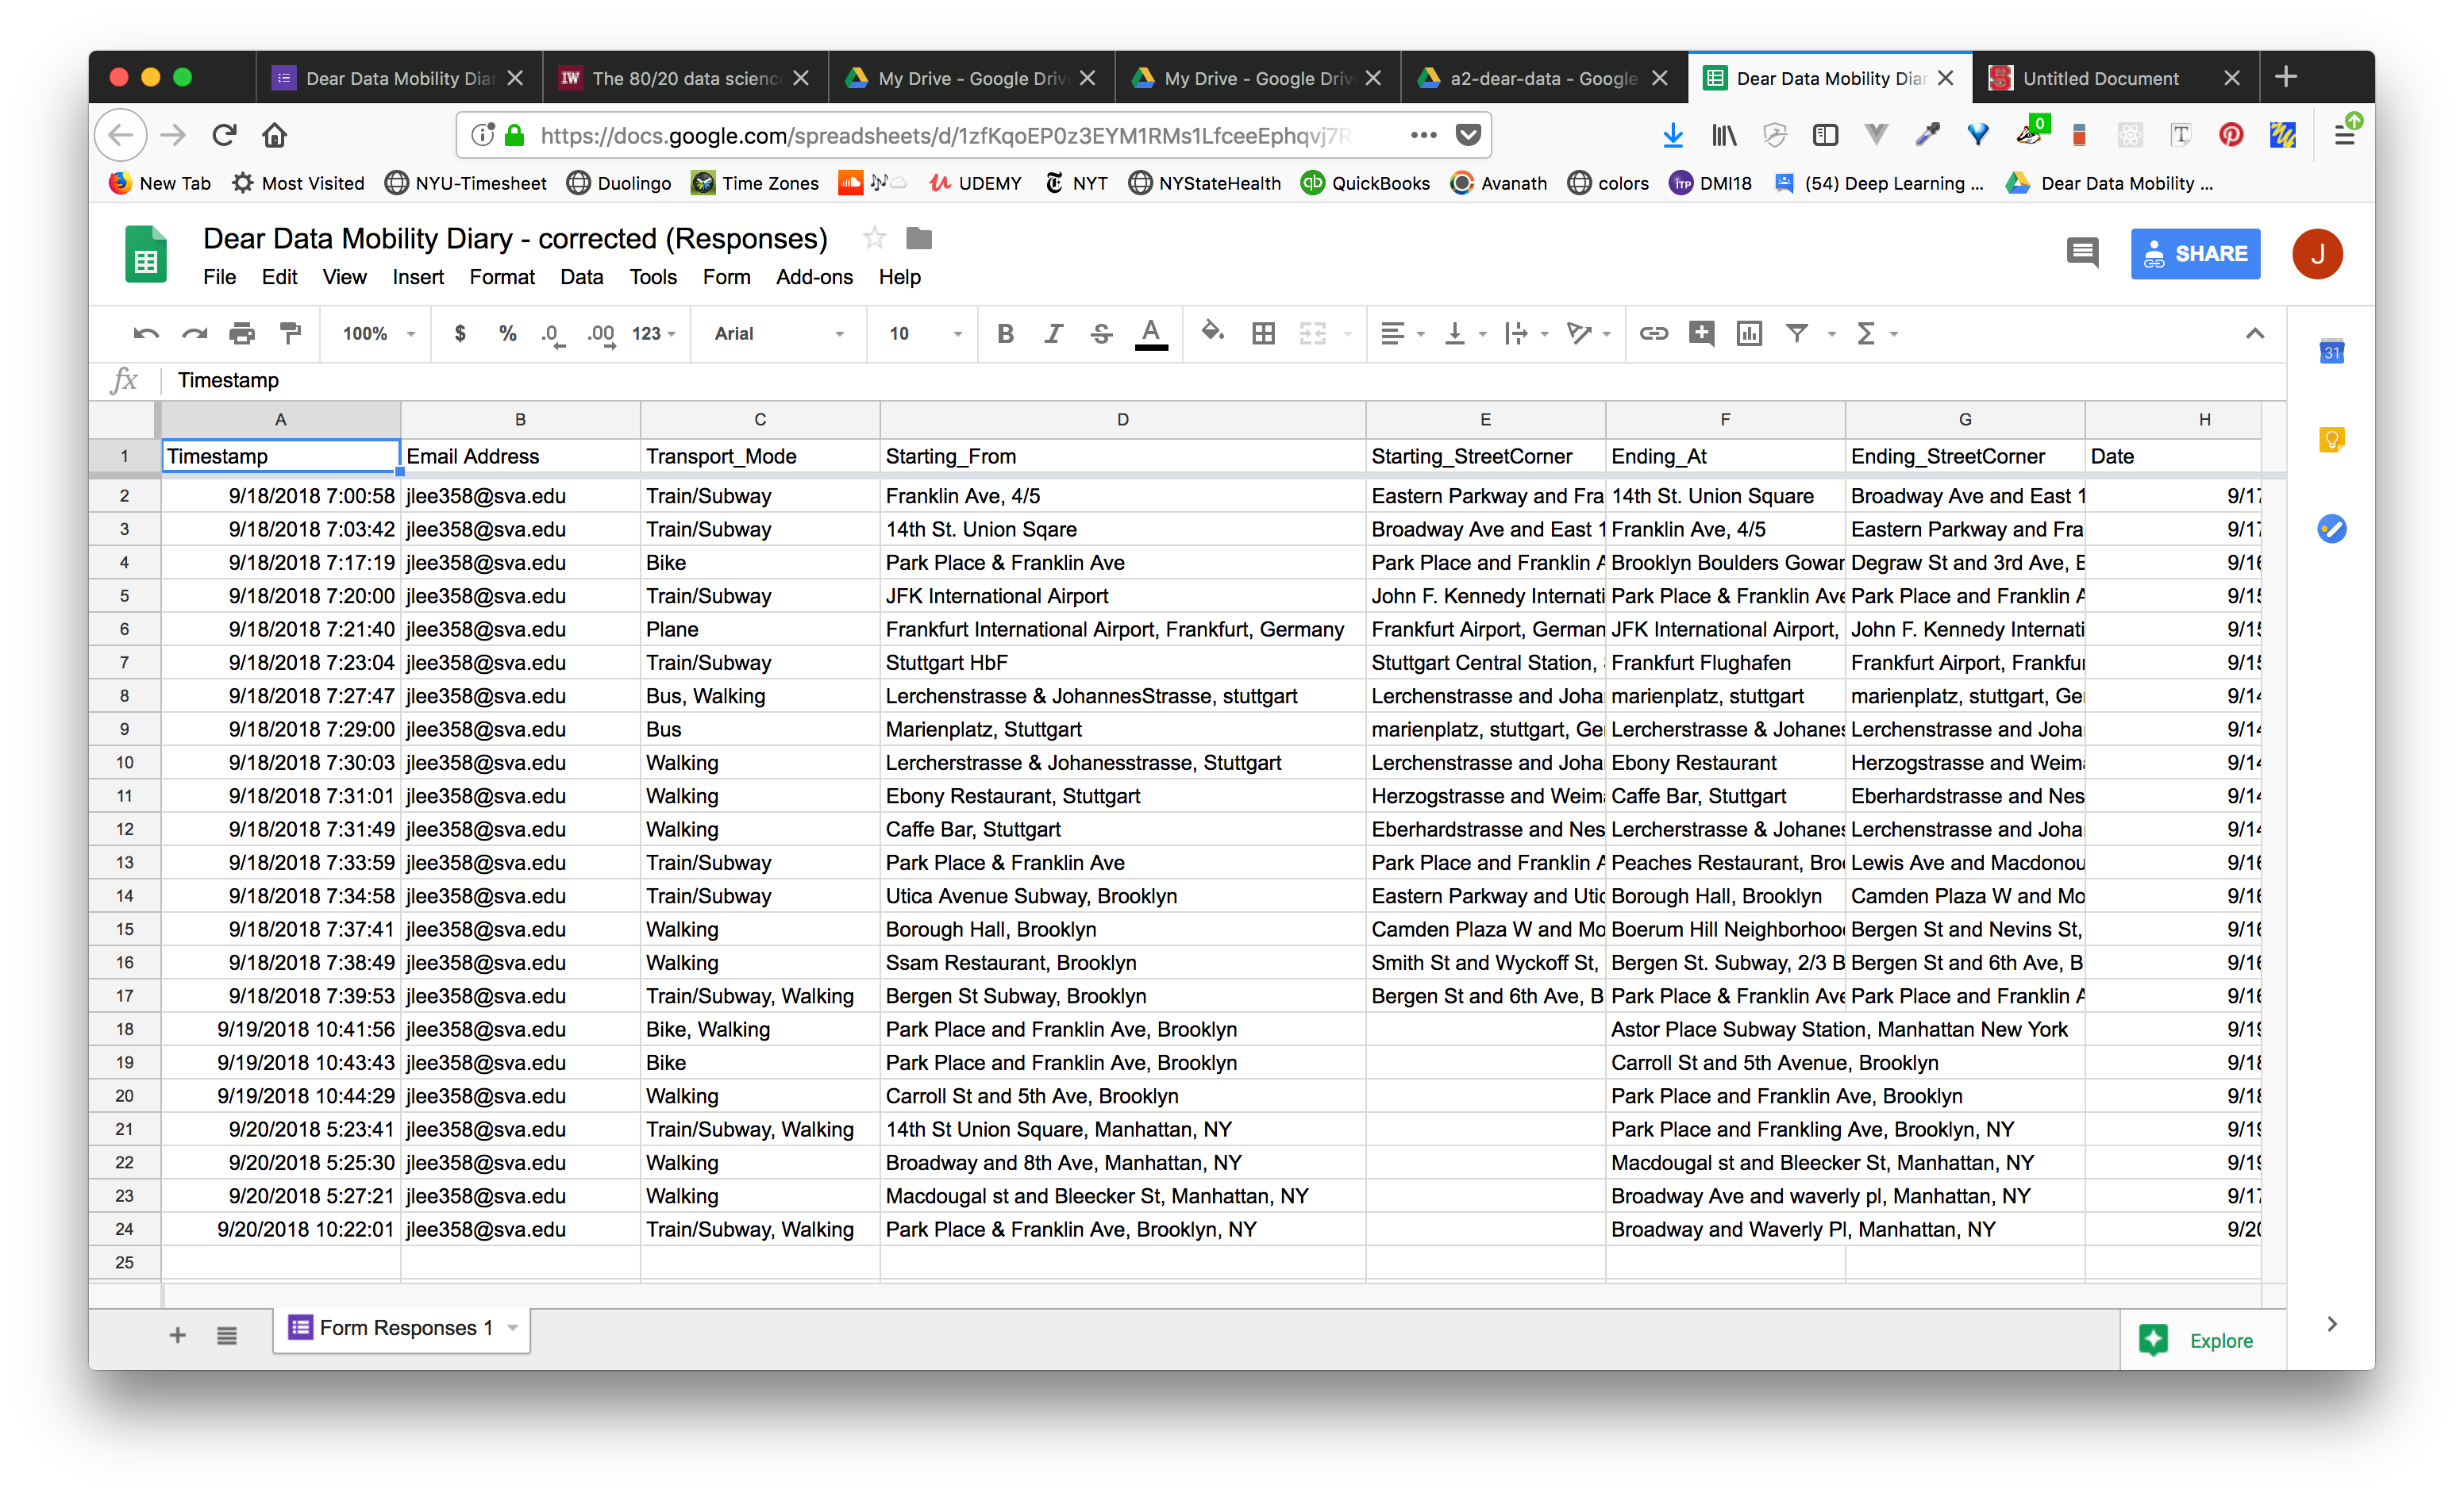 Dear Data Mobility Diar The 80/20 data science My Drive - Google Driv My Drive - Google Driv a2-dear-data - Google Dear Data Mobility Diar Untitled Document
https://docs.google.com/spreadsheets/d/1zfKqoEP0z3EYM1RMs1LfceeEphqvj7R 0
New Tab Most Visited NYU-Timesheet Duolingo Time Zones UDEMY NYT NYStateHealth QuickBooks Avanath colors DMI18 (54) Deep Learning ... Dear Data Mobility ...
Dear Data Mobility Diary - corrected (Responses)
File Edit View Insert Format Data Tools Form Add-ons Help
SHARE J
100% $ % .0 .00 123 Arial 10 B I S A Σ
31
fx Timestamp
A B C D E F G H
1 Timestamp Email Address Transport_Mode Starting_From Starting_StreetCorner Ending_At Ending_StreetCorner Date
2 9/18/2018 7:00:58 jlee358@sva.edu Train/Subway Franklin Ave, 4/5 Eastern Parkway and Fra 14th St. Union Square Broadway Ave and East 1 9/17
3 9/18/2018 7:03:42 jlee358@sva.edu Train/Subway 14th St. Union Sqare Broadway Ave and East 1 Franklin Ave, 4/5 Eastern Parkway and Fra 9/17
4 9/18/2018 7:17:19 jlee358@sva.edu Bike Park Place & Franklin Ave Park Place and Franklin A Brooklyn Boulders Gowan Degraw St and 3rd Ave, B 9/16
5 9/18/2018 7:20:00 jlee358@sva.edu Train/Subway JFK International Airport John F. Kennedy Internati Park Place & Franklin Ave Park Place and Franklin A 9/15
6 9/18/2018 7:21:40 jlee358@sva.edu Plane Frankfurt International Airport, Frankfurt, Germany Frankfurt Airport, German JFK International Airport, John F. Kennedy Internati 9/15
7 9/18/2018 7:23:04 jlee358@sva.edu Train/Subway Stuttgart HbF Stuttgart Central Station, Frankfurt Flughafen Frankfurt Airport, Frankfur 9/15
8 9/18/2018 7:27:47 jlee358@sva.edu Bus, Walking Lerchenstrasse & JohannesStrasse, stuttgart Lerchenstrasse and Joha marienplatz, stuttgart marienplatz, stuttgart, Ge 9/14
9 9/18/2018 7:29:00 jlee358@sva.edu Bus Marienplatz, Stuttgart marienplatz, stuttgart, Ge Lercherstrasse & Johanes Lerchenstrasse and Joha 9/14
10 9/18/2018 7:30:03 jlee358@sva.edu Walking Lercherstrasse & Johanesstrasse, Stuttgart Lerchenstrasse and Joha Ebony Restaurant Herzogstrasse and Weima 9/14
11 9/18/2018 7:31:01 jlee358@sva.edu Walking Ebony Restaurant, Stuttgart Herzogstrasse and Weima Caffe Bar, Stuttgart Eberhardstrasse and Nes 9/14
12 9/18/2018 7:31:49 jlee358@sva.edu Walking Caffe Bar, Stuttgart Eberhardstrasse and Nes Lercherstrasse & Johanes Lerchenstrasse and Joha 9/14
13 9/18/2018 7:33:59 jlee358@sva.edu Train/Subway Park Place & Franklin Ave Park Place and Franklin A Peaches Restaurant, Broo Lewis Ave and Macdonou 9/16
14 9/18/2018 7:34:58 jlee358@sva.edu Train/Subway Utica Avenue Subway, Brooklyn Eastern Parkway and Utic Borough Hall, Brooklyn Camden Plaza W and Mo 9/16
15 9/18/2018 7:37:41 jlee358@sva.edu Walking Borough Hall, Brooklyn Camden Plaza W and Mo Boerum Hill Neighborhood Bergen St and Nevins St, 9/16
16 9/18/2018 7:38:49 jlee358@sva.edu Walking Ssam Restaurant, Brooklyn Smith St and Wyckoff St, Bergen St. Subway, 2/3 B Bergen St and 6th Ave, B 9/16
17 9/18/2018 7:39:53 jlee358@sva.edu Train/Subway, Walking Bergen St Subway, Brooklyn Bergen St and 6th Ave, B Park Place & Franklin Ave Park Place and Franklin A 9/16
18 9/19/2018 10:41:56 jlee358@sva.edu Bike, Walking Park Place and Franklin Ave, Brooklyn Astor Place Subway Station, Manhattan New York 9/19
19 9/19/2018 10:43:43 jlee358@sva.edu Bike Park Place and Franklin Ave, Brooklyn Carroll St and 5th Avenue, Brooklyn 9/18
20 9/19/2018 10:44:29 jlee358@sva.edu Walking Carroll St and 5th Ave, Brooklyn Park Place and Franklin Ave, Brooklyn 9/18
21 9/20/2018 5:23:41 jlee358@sva.edu Train/Subway, Walking 14th St Union Square, Manhattan, NY Park Place and Frankling Ave, Brooklyn, NY 9/19
22 9/20/2018 5:25:30 jlee358@sva.edu Walking Broadway and 8th Ave, Manhattan, NY Macdougal st and Bleecker St, Manhattan, NY 9/19
23 9/20/2018 5:27:21 jlee358@sva.edu Walking Macdougal st and Bleecker St, Manhattan, NY Broadway Ave and waverly pl, Manhattan, NY 9/17
24 9/20/2018 10:22:01 jlee358@sva.edu Train/Subway, Walking Park Place & Franklin Ave, Brooklyn, NY Broadway and Waverly Pl, Manhattan, NY 9/20
25
Form Responses 1 Explore